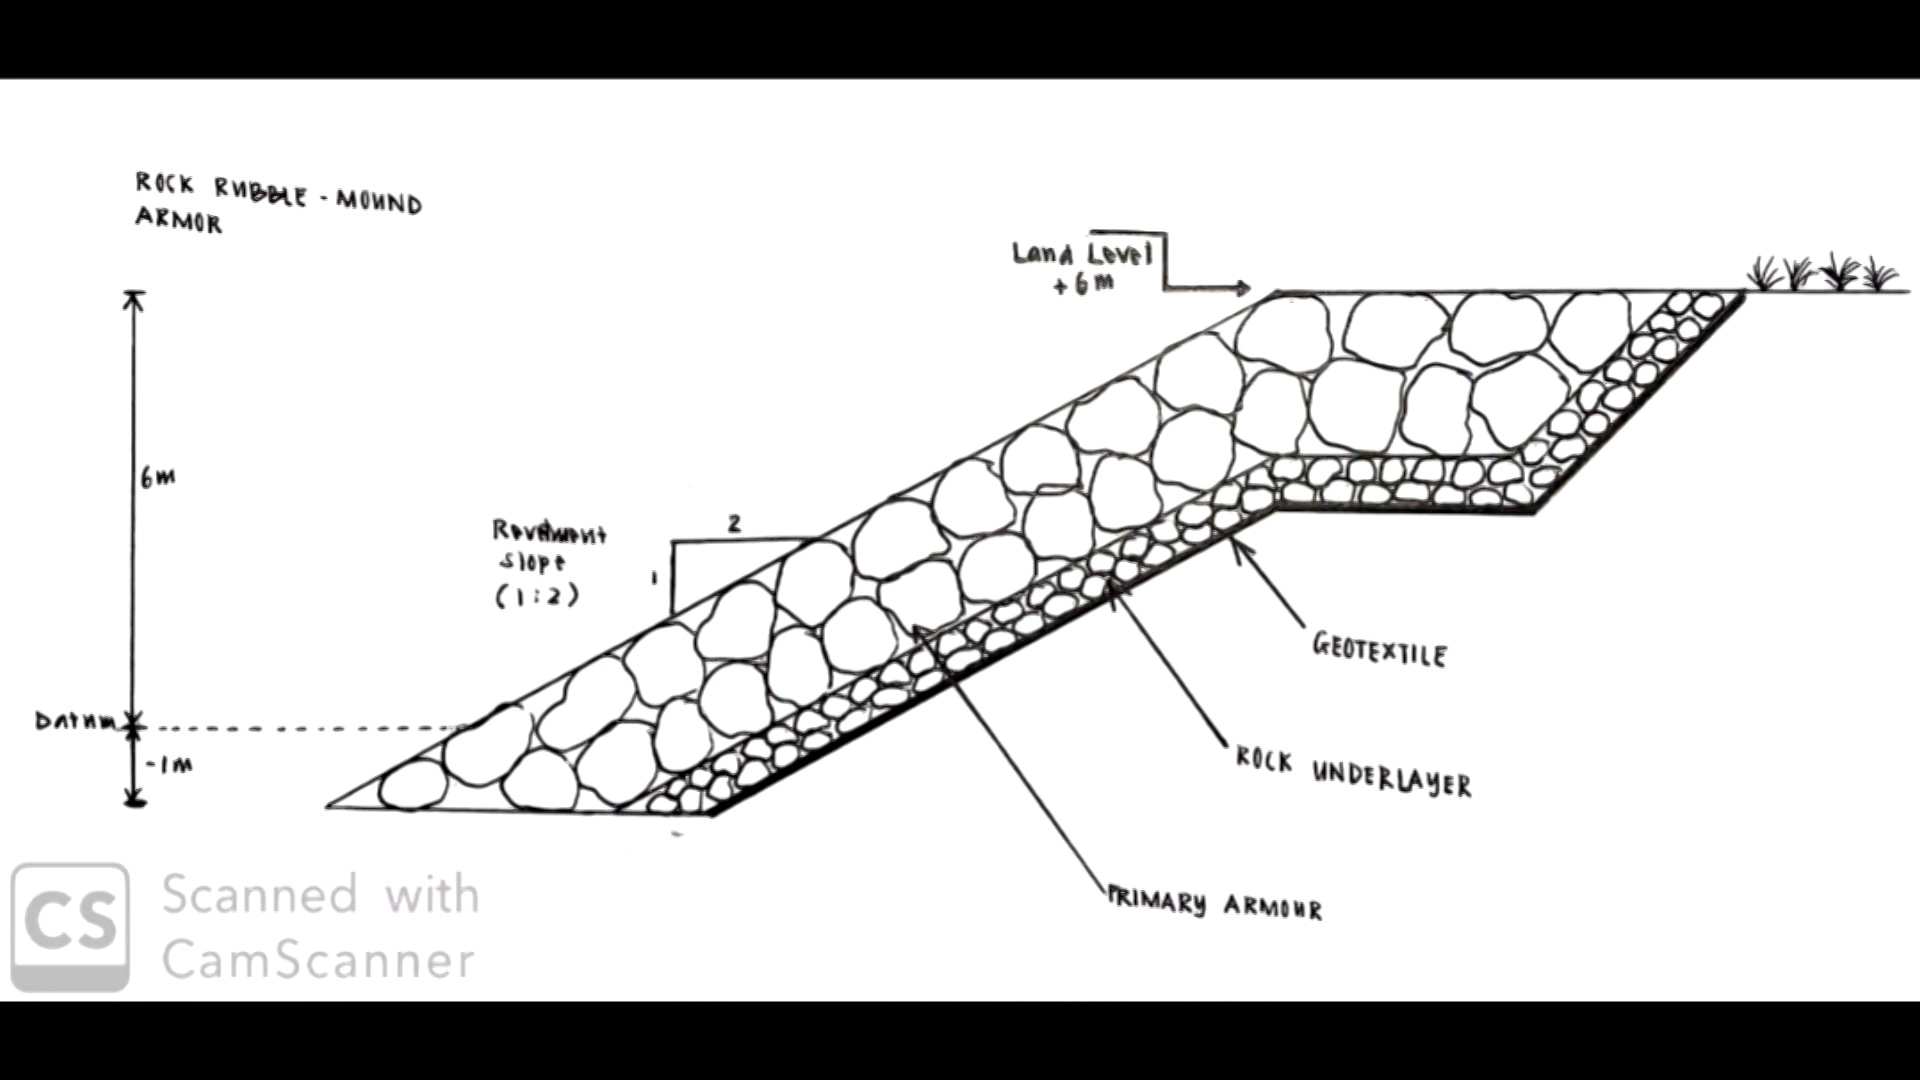 ROCK RUBBLE - MOUND
ARMOR
Land Level
+ 6m
6m
2
Revetment
slope
(1:2)
1
Datum
-1m
GEOTEXTILE
ROCK UNDERLAYER
PRIMARY ARMOUR
CS
Scanned with
CamScanner